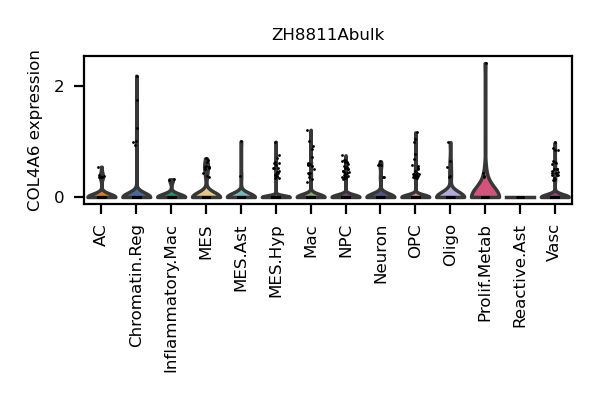 ZH8811Abulk
COL4A6 expression
2
0
AC
Chromatin.Reg
Inflammatory.Mac
MES
MES.Ast
MES.Hyp
Mac
NPC
Neuron
OPC
Oligo
Prolif.Metab
Reactive.Ast
Vasc